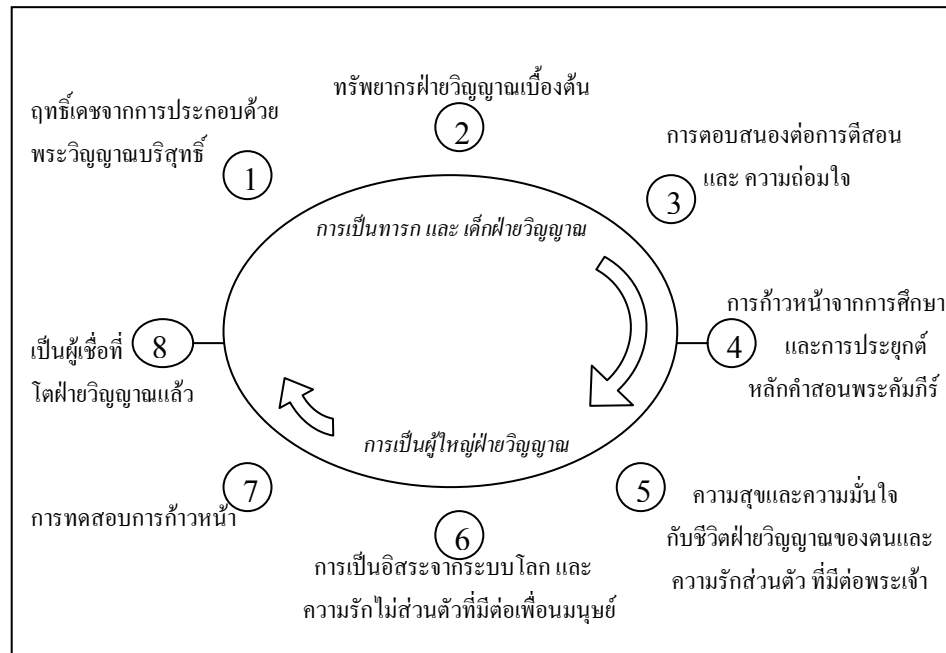 ฤทธิ์เดชจากการประกอบด้วย
พระวิญญาณบริสุทธิ์
1
ทรัพยากรฝ่ายวิญญาณเบื้องต้น
2
การตอบสนองต่อการตีสอน
และ ความถ่อมใจ
3
การเป็นทารก และ เด็กฝ่ายวิญญาณ
การก้าวหน้าจากการศึกษา
และการประยุกต์
หลักคำสอนพระคัมภีร์
4
เป็นผู้เชื่อที่
โตฝ่ายวิญญาณแล้ว
8
การเป็นผู้ใหญ่ฝ่ายวิญญาณ
5
ความสุขและความมั่นใจ
กับชีวิตฝ่ายวิญญาณของตนและ
ความรักส่วนตัว ที่มีต่อพระเจ้า
7
การทดสอบการก้าวหน้า
6
การเป็นอิสระจากระบบโลก และ
ความรักไม่ส่วนตัวที่มีต่อเพื่อนมนุษย์